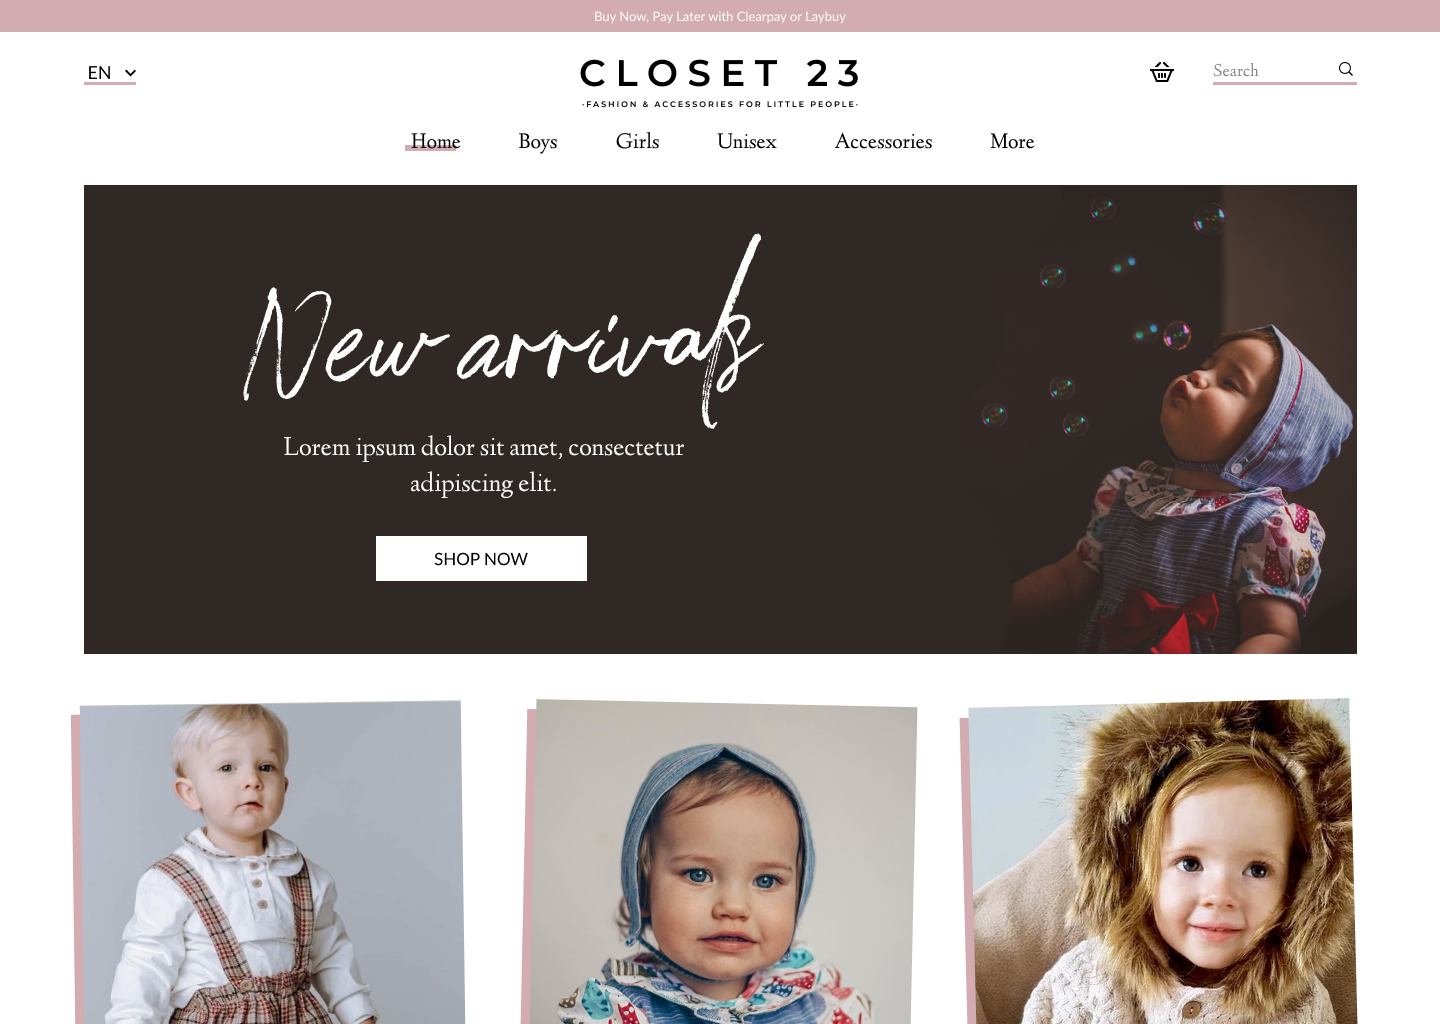 Buy Now, Pay Later with Clearpay or Laybuy
EN
CLOSET 23
·FASHION & ACCESSORIES FOR LITTLE PEOPLE·
Search
Home Boys Girls Unisex Accessories More
New arrivals
Lorem ipsum dolor sit amet, consectetur
adipiscing elit.
SHOP NOW